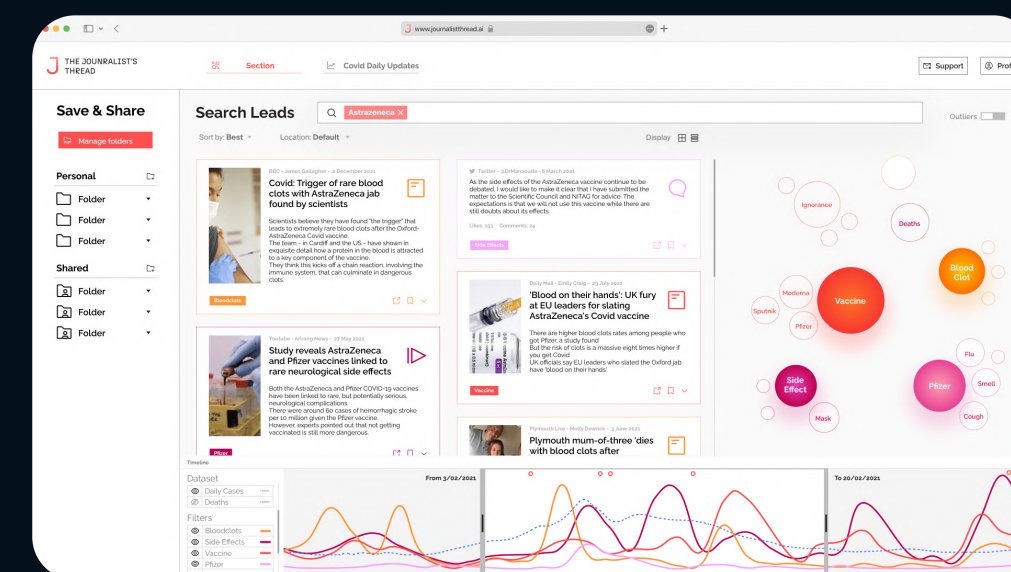 www.journalistthread.ai
THE JOUNRALIST'S
THREAD
Section
Covid Daily Updates
Support
Prof
Save & Share
Manage folders
Personal
Folder
Folder
Folder
Shared
Folder
Folder
Folder
Search Leads
Astrazeneca X
Sort by: Best
Location: Default
Display
Outliers
BBC - James Gallagher - 2 December 2021
Covid: Trigger of rare blood
clots with AstraZeneca jab
found by scientists
Scientists believe they have found "the trigger" that
leads to extremely rare blood clots after the Oxford-
AstraZeneca Covid vaccine.
The team - in Cardiff and the US - have shown in
exquisite detail how a protein in the blood is attracted
to a key component of the vaccine.
They think this kicks off a chain reaction, involving the
immune system, that can culminate in dangerous
clots.
Bloodclots
Youtube - Arirang News - 27 May 2021
Study reveals AstraZeneca
and Pfizer vaccines linked to
rare neurological side effects
Both the AstraZeneca and Pfizer COVID-19 vaccines
have been linked to rare, but potentially serious,
neurological complications.
There were around 60 cases of hemorrhagic stroke
per 10 million given the Pfizer vaccine.
However, experts pointed out that not getting
vaccinated is still more dangerous.
Pfizer
Twitter - @DrMansouda - 6 March 2021
As the side effects of the AstraZeneca vaccine continue to be
debated, I would like to make it clear that I have submitted the
matter to the Scientific Council and NITAG for advice. The
expectations is that we will not use this vaccine while there are
still doubts about its effects
Likes: 153 Comments: 24
Side Effects
Daily Mail - Emily Craig - 29 July 2021
'Blood on their hands': UK fury
at EU leaders for slating
AstraZeneca's Covid vaccine
There are higher blood clots rates among people who
got Pfizer, a study found
But the risk of clots is a massive eight times higher if
you get Covid
UK officials say EU leaders who slated the Oxford jab
have 'blood on their hands'
Vaccine
Plymouth Live - Molly Dowrick - 3 June 2021
Plymouth mum-of-three 'dies
with blood clots after
Ignorance
Deaths
Blood
Clot
Moderna
Sputnik
Pfizer
Vaccine
Side
Effect
Mask
Pfizer
Flu
Smell
Cough
Timeline
Dataset
Daily Cases
Deaths
Filters
Bloodclots
Side Effects
Vaccine
Pfizer
From 3/02/2021
To 20/02/2021